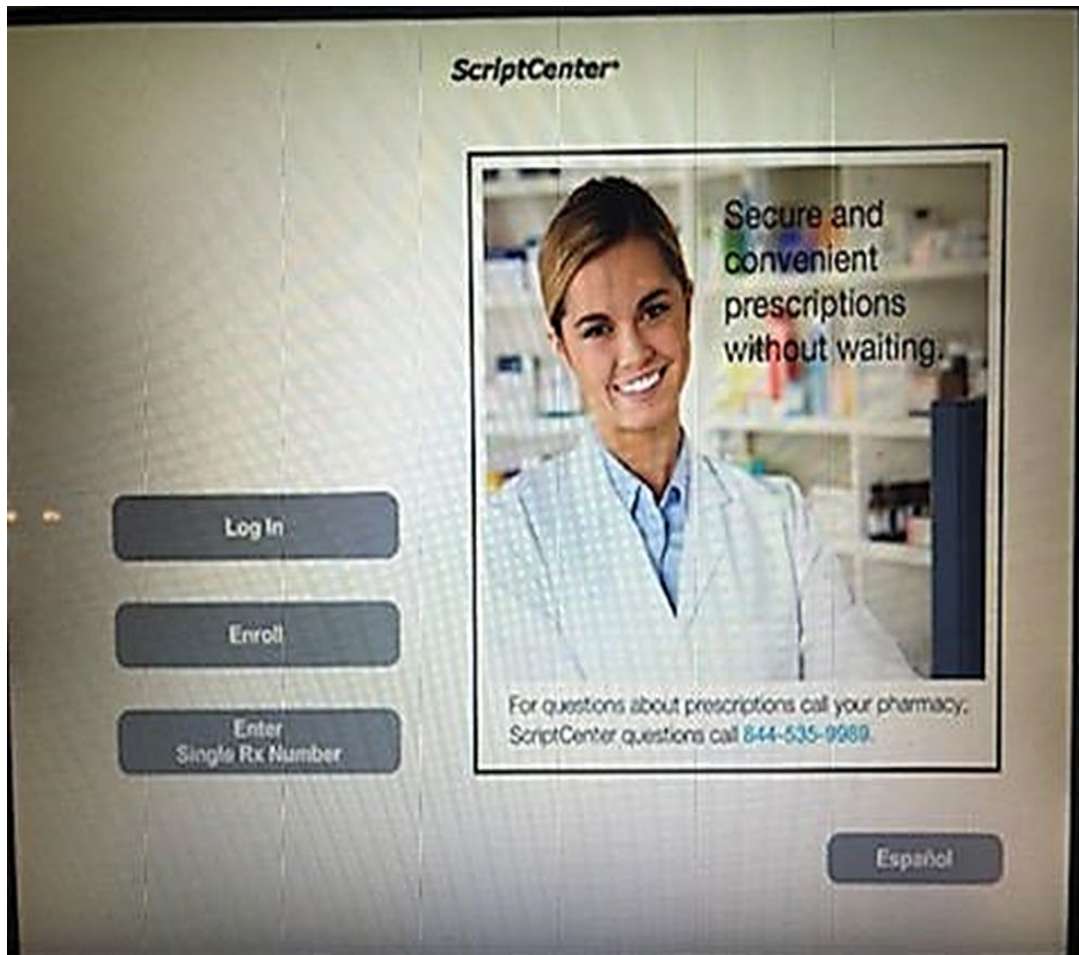 ScriptCenter®
Secure and
convenient
prescriptions
without waiting.
Log In
Enroll
Enter
Single Rx Number
For questions about prescriptions call your pharmacy;
ScriptCenter questions call 844-535-9989.
Español